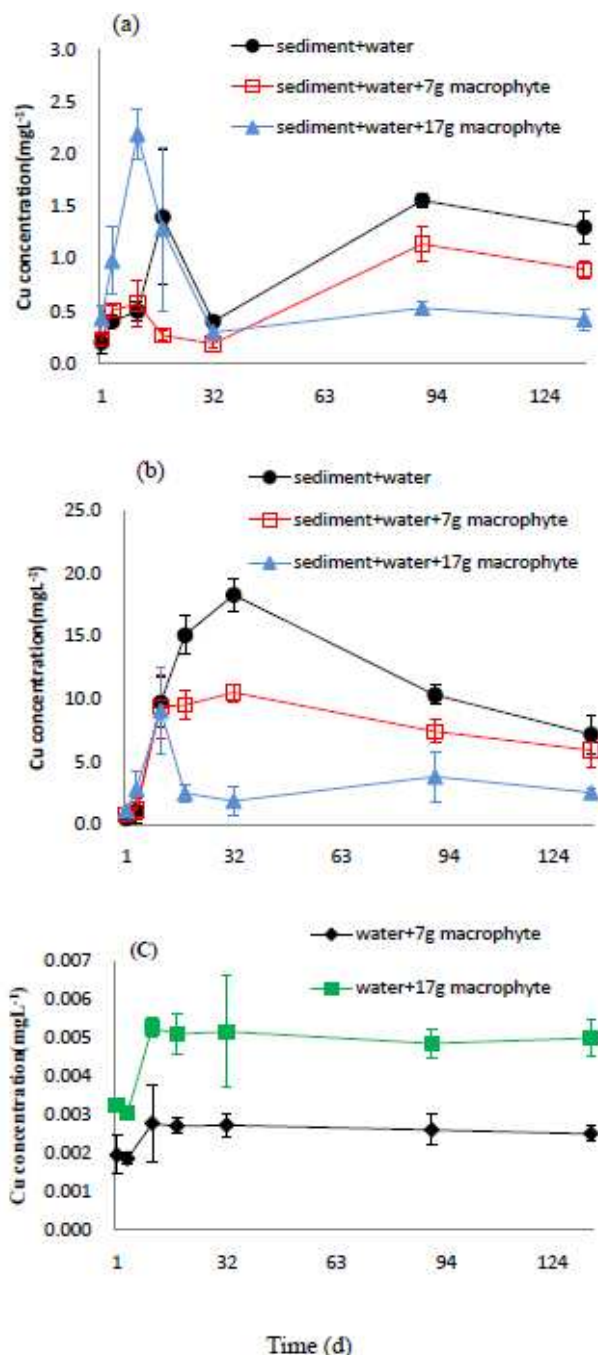 (a)
sediment+water
sediment+water+7g macrophyte
sediment+water+17g macrophyte
Cu concentration(mgL⁻¹)
3.0
2.5
2.0
1.5
1.0
0.5
0.0
1 32 63 94 124
(b)
sediment+water
sediment+water+7g macrophyte
sediment+water+17g macrophyte
Cu concentration(mgL⁻¹)
25.0
20.0
15.0
10.0
5.0
0.0
1 32 63 94 124
(C)
water+7g macrophyte
water+17g macrophyte
Cu concentration(mgL⁻¹)
0.007
0.006
0.005
0.004
0.003
0.002
0.001
0.000
1 32 63 94 124
Time (d)